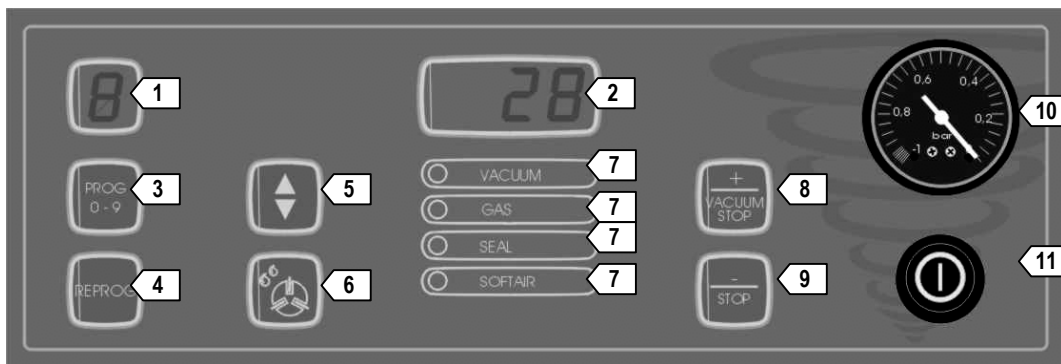 8
1
28
2
PROG
0 - 9
3
REPROG
4
5
6
VACUUM
7
GAS
7
SEAL
7
SOFTAIR
7
+
VACUUM
STOP
8
-
STOP
9
0,6
0,4
0,8
0,2
bar
-1
10
11